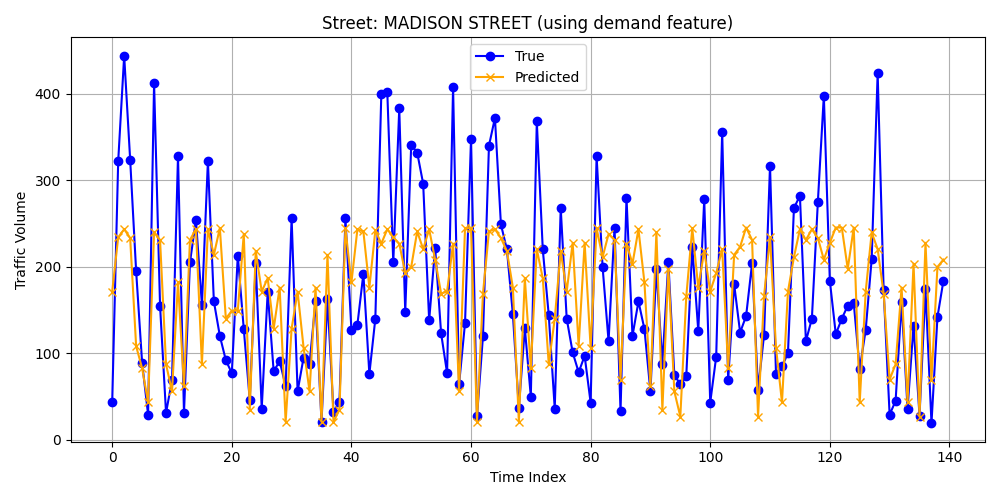 Street: MADISON STREET (using demand feature)
True
Predicted
Traffic Volume
400
300
200
100
0
0 20 40 60 80 100 120 140
Time Index